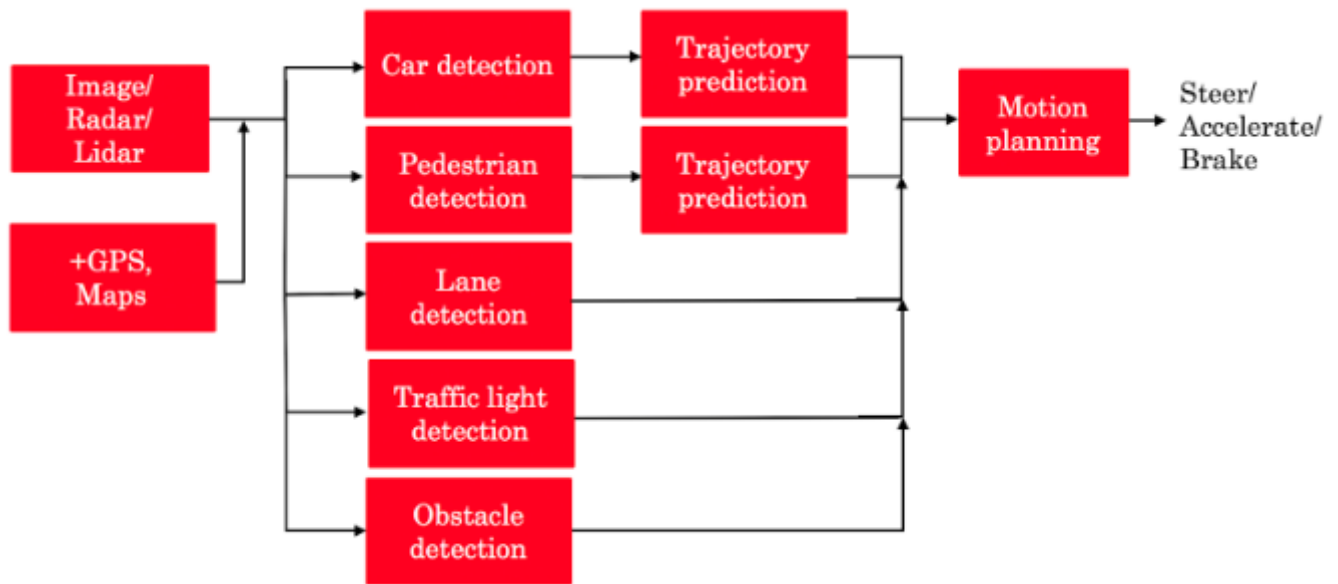 Image/
Radar/
Lidar
+GPS,
Maps
Car detection
Pedestrian
detection
Lane
detection
Traffic light
detection
Obstacle
detection
Trajectory
prediction
Trajectory
prediction
Motion
planning
Steer/
Accelerate/
Brake